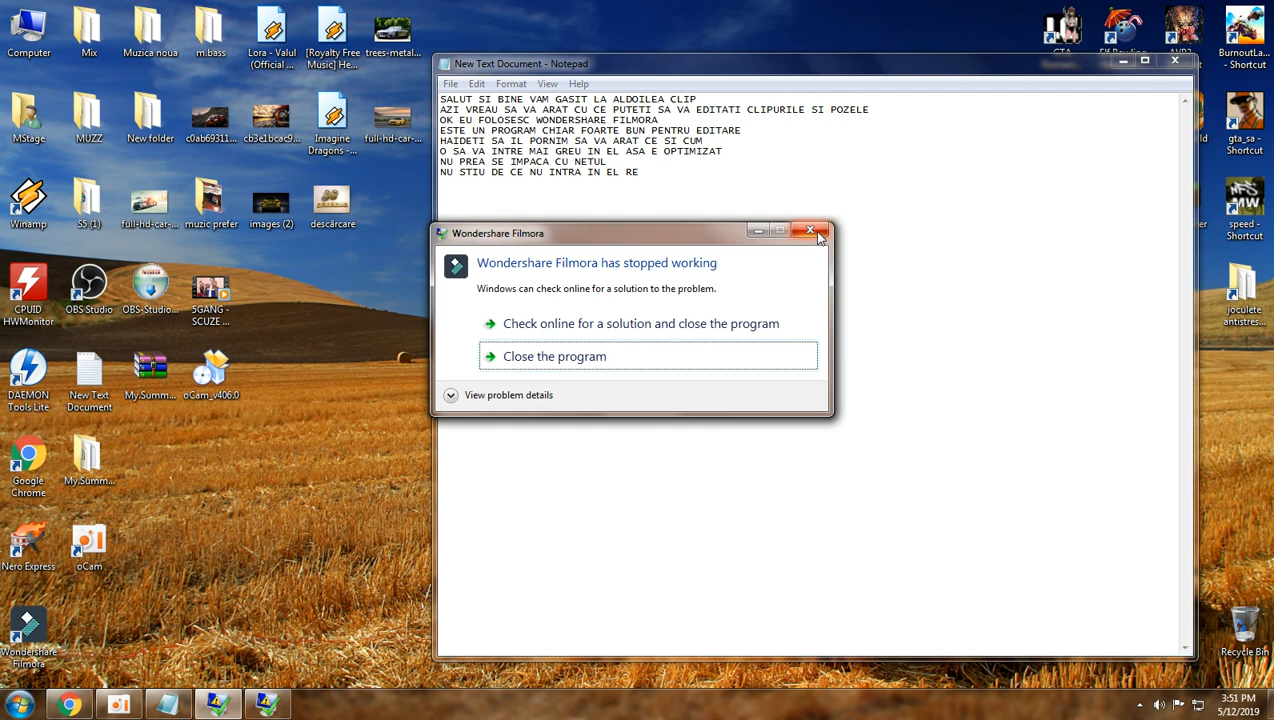 Computer
Mix
Muzica noua
m.bass
Lora - Valul
(Official ...
[Royalty Free
Music] He...
trees-metal...
MStage
MUZZ
New folder
c0ab69311...
cb3e1bcac9...
Imagine
Dragons -...
full-hd-car-...
Winamp
S5 (1)
full-hd-car-...
muzic prefer
images (2)
descărcare
CPUID
HWMonitor
OBS Studio
OBS-Studio...
5GANG -
SCUZE ...
DAEMON
Tools Lite
New Text
Document
My.Summ...
oCam_v406.0
Google
Chrome
My.Summ...
Nero Express
oCam
Wondershare
Filmora
New Text Document - Notepad
File Edit Format View Help
SALUT SI BINE VAM GASIT LA ALDOILEA CLIP
AZI VREAU SA VA ARAT CU CE PUTETI SA VA EDITATI CLIPURILE SI POZELE
OK EU FOLOSESC WONDERSHARE FILMORA
ESTE UN PROGRAM CHIAR FOARTE BUN PENTRU EDITARE
HAIDETI SA IL PORNIM SA VA ARAT CE SI CUM
O SA VA INTRE MAI GREU IN EL ASA E OPTIMIZAT
NU PREA SE IMPACA CU NETUL
NU STIU DE CE NU INTRA IN EL RE
Wondershare Filmora
Wondershare Filmora has stopped working
Windows can check online for a solution to the problem.
Check online for a solution and close the program
Close the program
View problem details
BurnoutLa...
- Shortcut
gta_sa -
Shortcut
speed -
Shortcut
joculete
antistres...
Recycle Bin
3:51 PM
5/12/2019